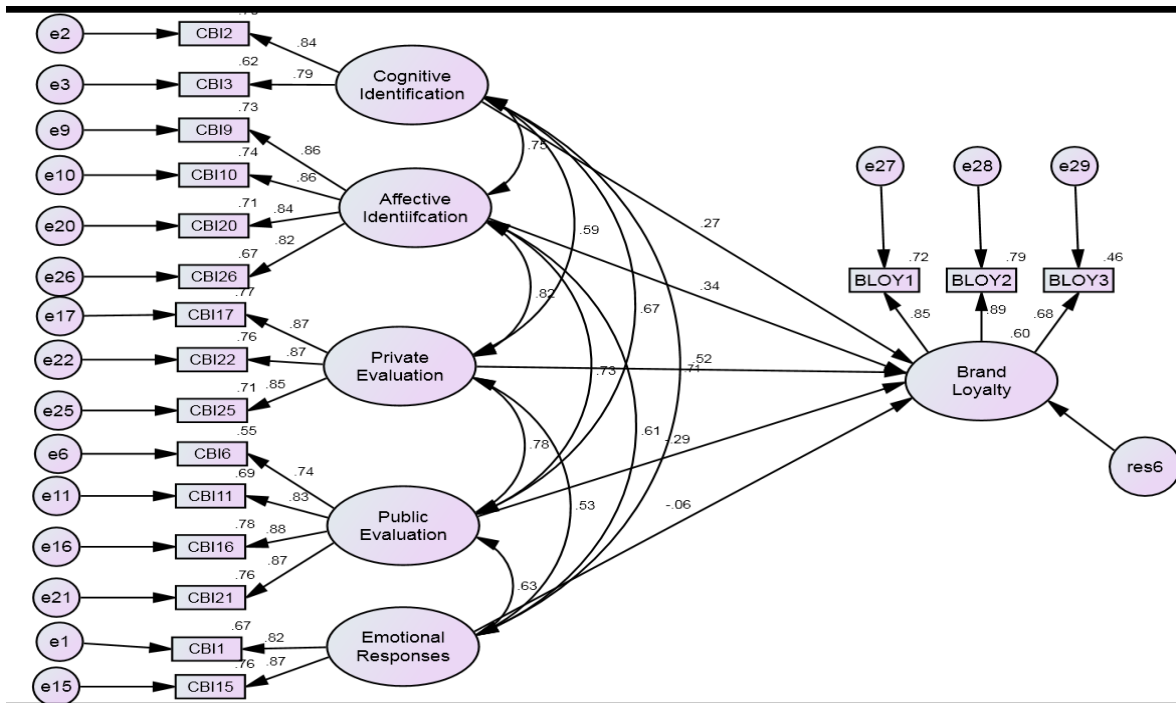 e2
CBI2
.84
e3
.62
CBI3
.79
Cognitive
Identification
e9
.73
CBI9
.86
e10
.74
CBI10
.86
e20
.71
CBI20
.84
e26
.67
CBI26
.82
Affective
Identiifcation
e17
.77
CBI17
.87
e22
.76
CBI22
.87
e25
.71
CBI25
.85
Private
Evaluation
e6
.55
CBI6
.74
e11
.69
CBI11
.83
e16
.78
CBI16
.88
e21
.76
CBI21
.87
Public
Evaluation
e1
.67
CBI1
.82
e15
.76
CBI15
.87
Emotional
Responses
.75
.59
.82
.67
.73
.71
.78
.61
.53
.63
.27
.34
.52
-.29
-.06
e27
e28
e29
.72
BLOY1
.79
BLOY2
.46
BLOY3
.85
.89
.68
.60
Brand
Loyalty
res6